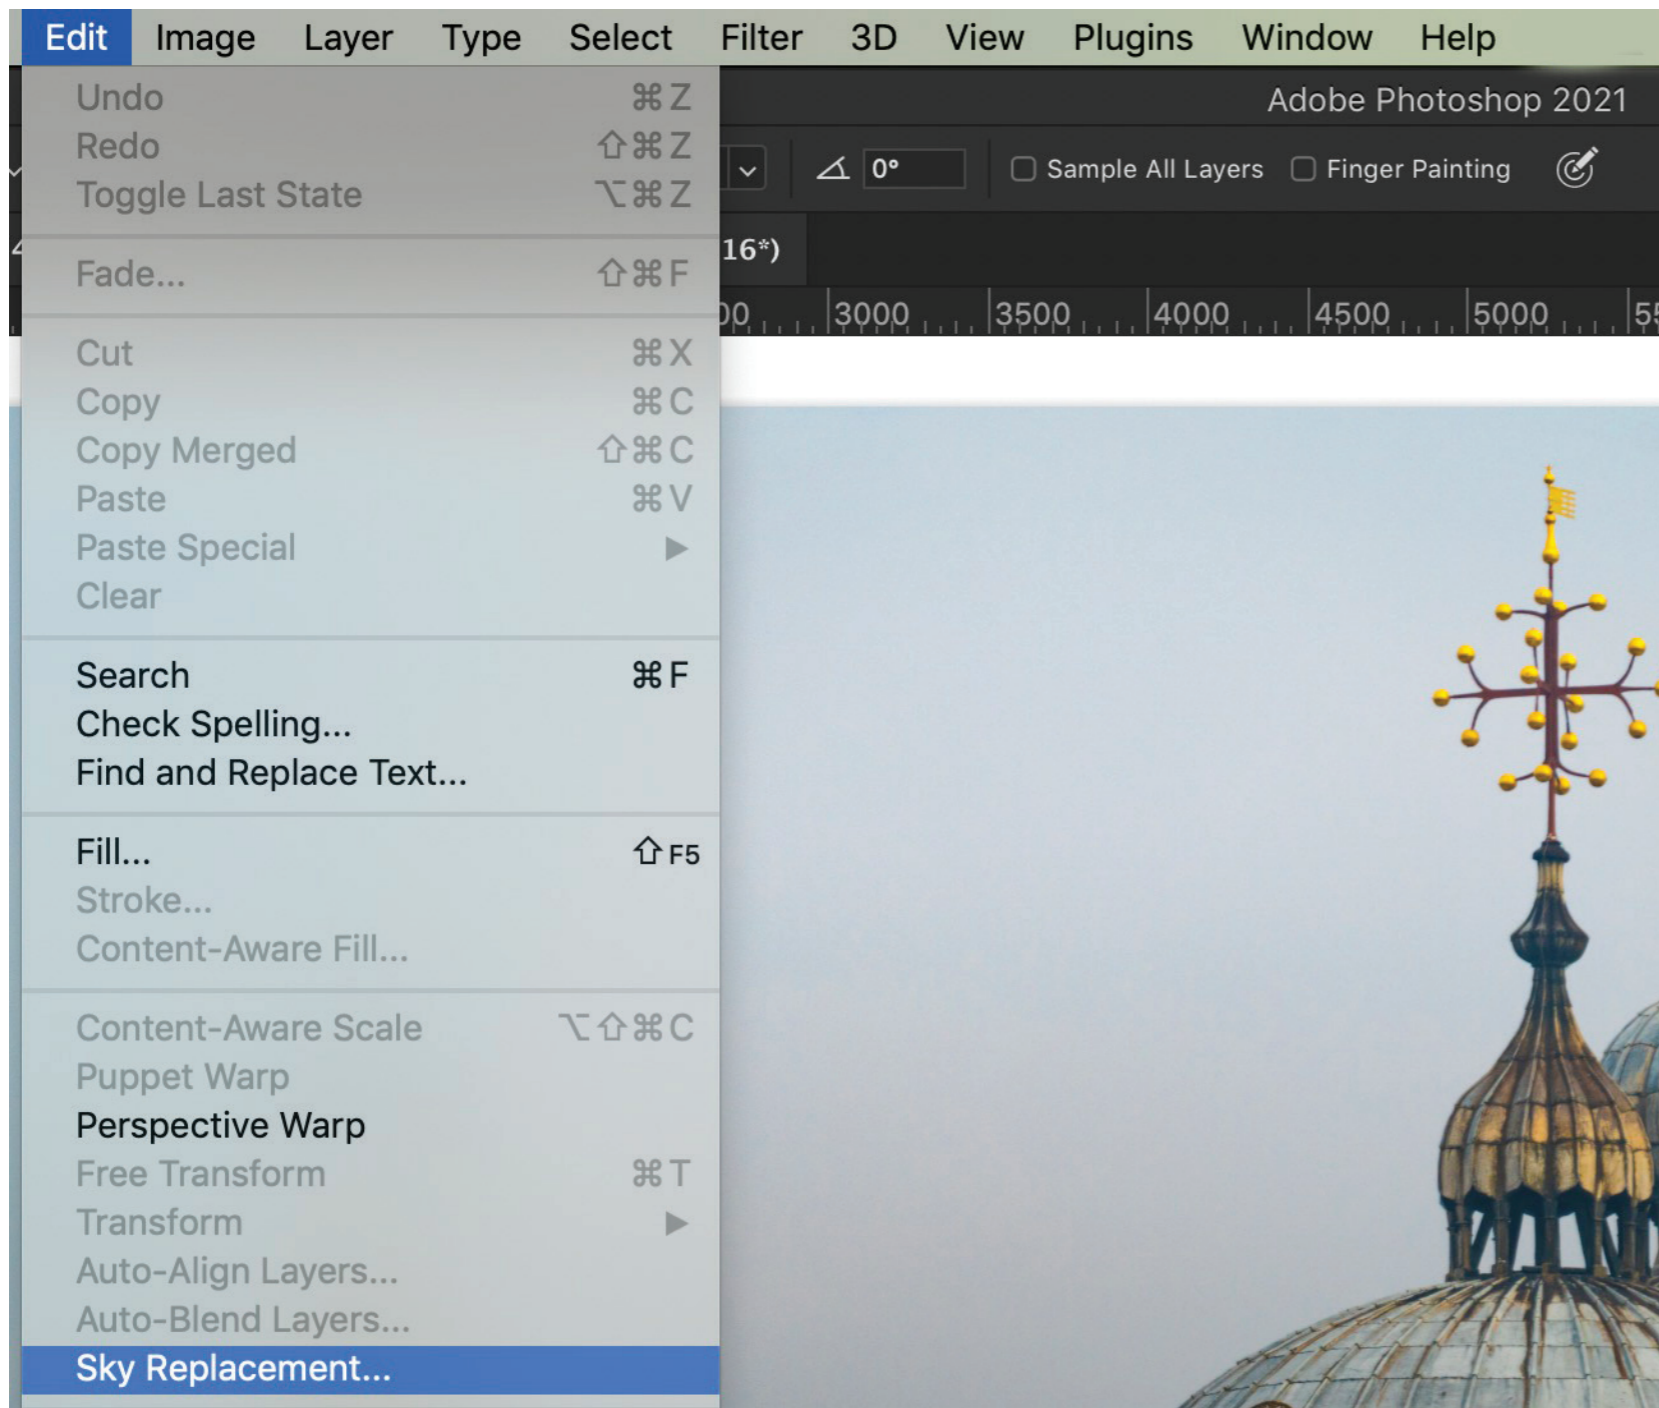 Edit Image Layer Type Select Filter 3D View Plugins Window Help
Adobe Photoshop 2021
0° Sample All Layers Finger Painting
16*)
00 3000 3500 4000 4500 5000
Undo ⌘Z
Redo ⇧⌘Z
Toggle Last State ⌥⌘Z
Fade... ⇧⌘F
Cut ⌘X
Copy ⌘C
Copy Merged ⇧⌘C
Paste ⌘V
Paste Special ▶
Clear
Search ⌘F
Check Spelling...
Find and Replace Text...
Fill... ⇧F5
Stroke...
Content-Aware Fill...
Content-Aware Scale ⌥⇧⌘C
Puppet Warp
Perspective Warp
Free Transform ⌘T
Transform ▶
Auto-Align Layers...
Auto-Blend Layers...
Sky Replacement...